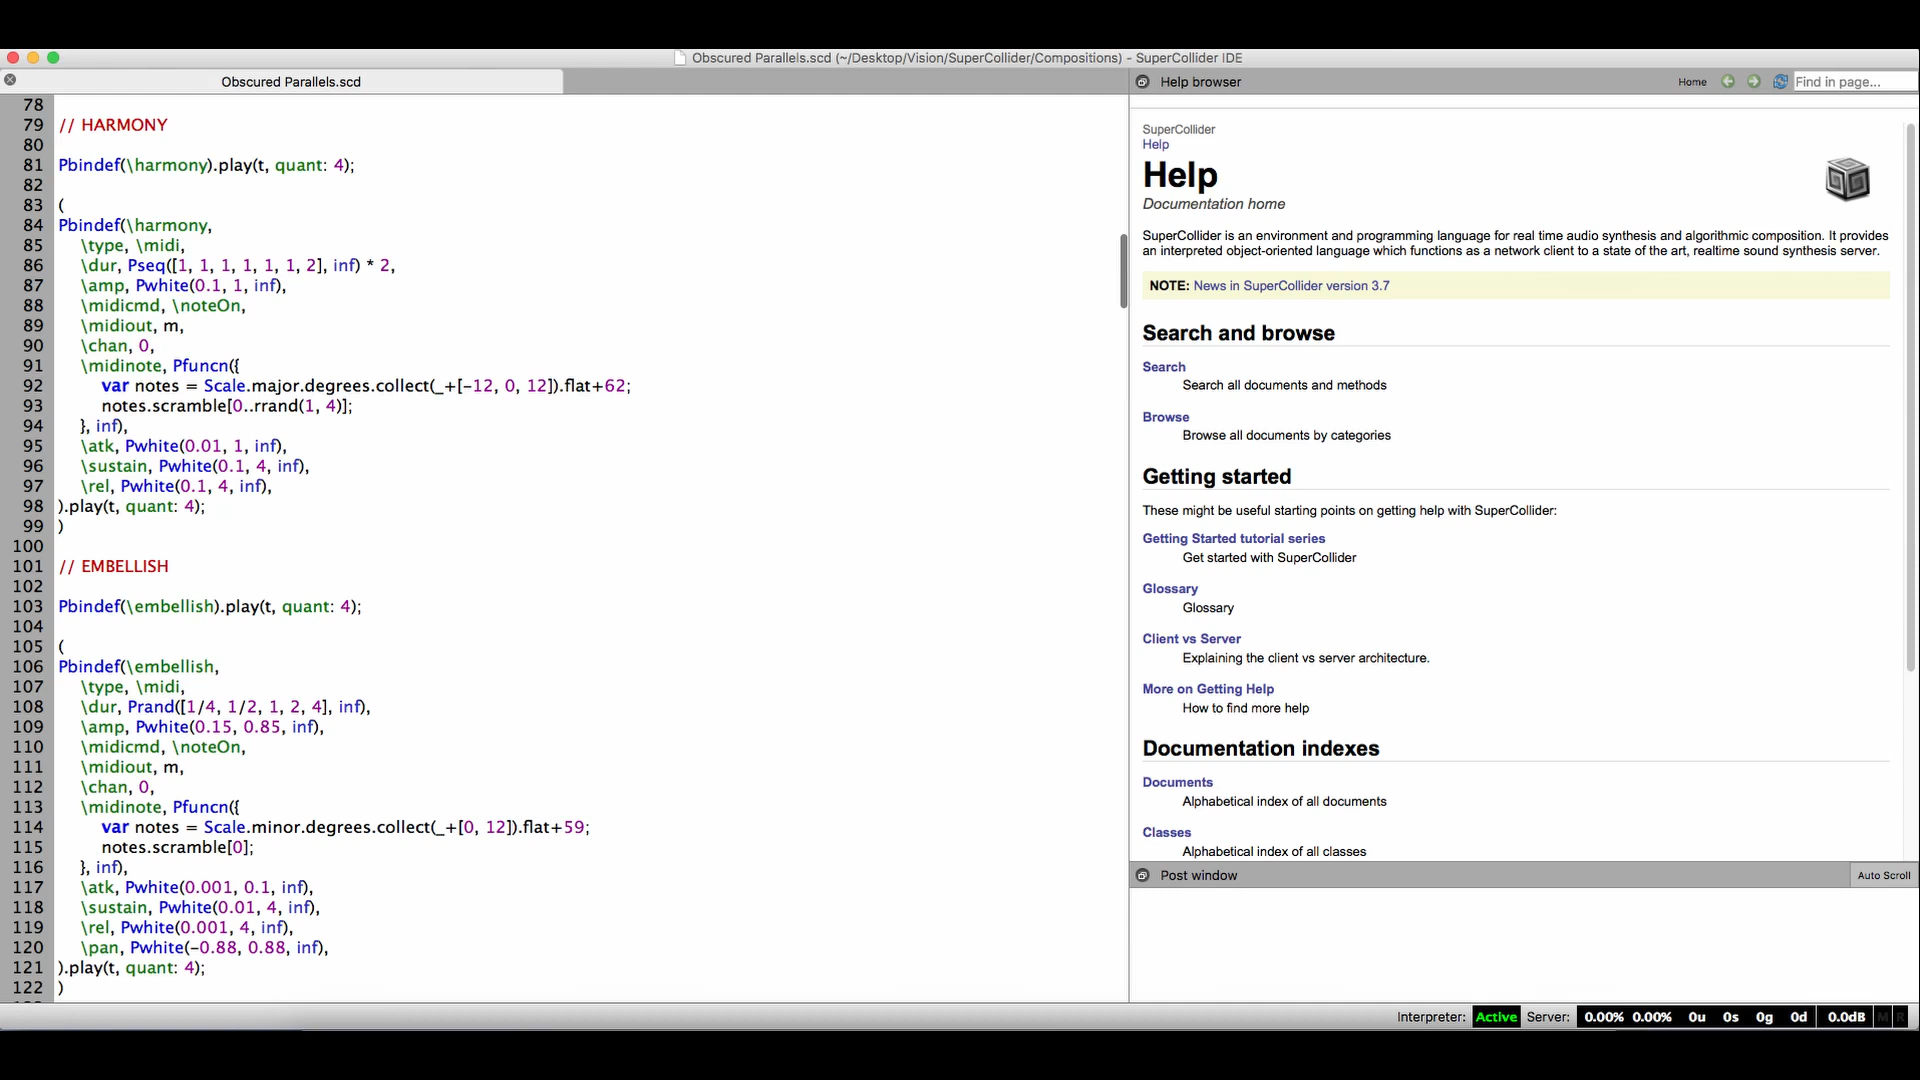 Obscured Parallels.scd (~/Desktop/Vision/SuperCollider/Compositions) - SuperCollider IDE
Obscured Parallels.scd
78
79 // HARMONY
80
81 Pbindef(\harmony).play(t, quant: 4);
82
83 (
84 Pbindef(\harmony,
85 \type, \midi,
86 \dur, Pseq([1, 1, 1, 1, 1, 1, 2], inf) * 2,
87 \amp, Pwhite(0.1, 1, inf),
88 \midicmd, \noteOn,
89 \midiout, m,
90 \chan, 0,
91 \midinote, Pfuncn({
92 var notes = Scale.major.degrees.collect(_+[-12, 0, 12]).flat+62;
93 notes.scramble[0..rrand(1, 4)];
94 }, inf),
95 \atk, Pwhite(0.01, 1, inf),
96 \sustain, Pwhite(0.1, 4, inf),
97 \rel, Pwhite(0.1, 4, inf),
98 ).play(t, quant: 4);
99 )
100
101 // EMBELLISH
102
103 Pbindef(\embellish).play(t, quant: 4);
104
105 (
106 Pbindef(\embellish,
107 \type, \midi,
108 \dur, Prand([1/4, 1/2, 1, 2, 4], inf),
109 \amp, Pwhite(0.15, 0.85, inf),
110 \midicmd, \noteOn,
111 \midiout, m,
112 \chan, 0,
113 \midinote, Pfuncn({
114 var notes = Scale.minor.degrees.collect(_+[0, 12]).flat+59;
115 notes.scramble[0];
116 }, inf),
117 \atk, Pwhite(0.001, 0.1, inf),
118 \sustain, Pwhite(0.01, 4, inf),
119 \rel, Pwhite(0.001, 4, inf),
120 \pan, Pwhite(-0.88, 0.88, inf),
121 ).play(t, quant: 4);
122 )
Help browser Home Find in page...
SuperCollider
Help
Help
Documentation home
SuperCollider is an environment and programming language for real time audio synthesis and algorithmic composition. It provides
an interpreted object-oriented language which functions as a network client to a state of the art, realtime sound synthesis server.
NOTE: News in SuperCollider version 3.7
Search and browse
Search
Search all documents and methods
Browse
Browse all documents by categories
Getting started
These might be useful starting points on getting help with SuperCollider:
Getting Started tutorial series
Get started with SuperCollider
Glossary
Glossary
Client vs Server
Explaining the client vs server architecture.
More on Getting Help
How to find more help
Documentation indexes
Documents
Alphabetical index of all documents
Classes
Alphabetical index of all classes
Post window Auto Scroll
Interpreter: Active Server: 0.00% 0.00% 0u 0s 0g 0d 0.0dB M R